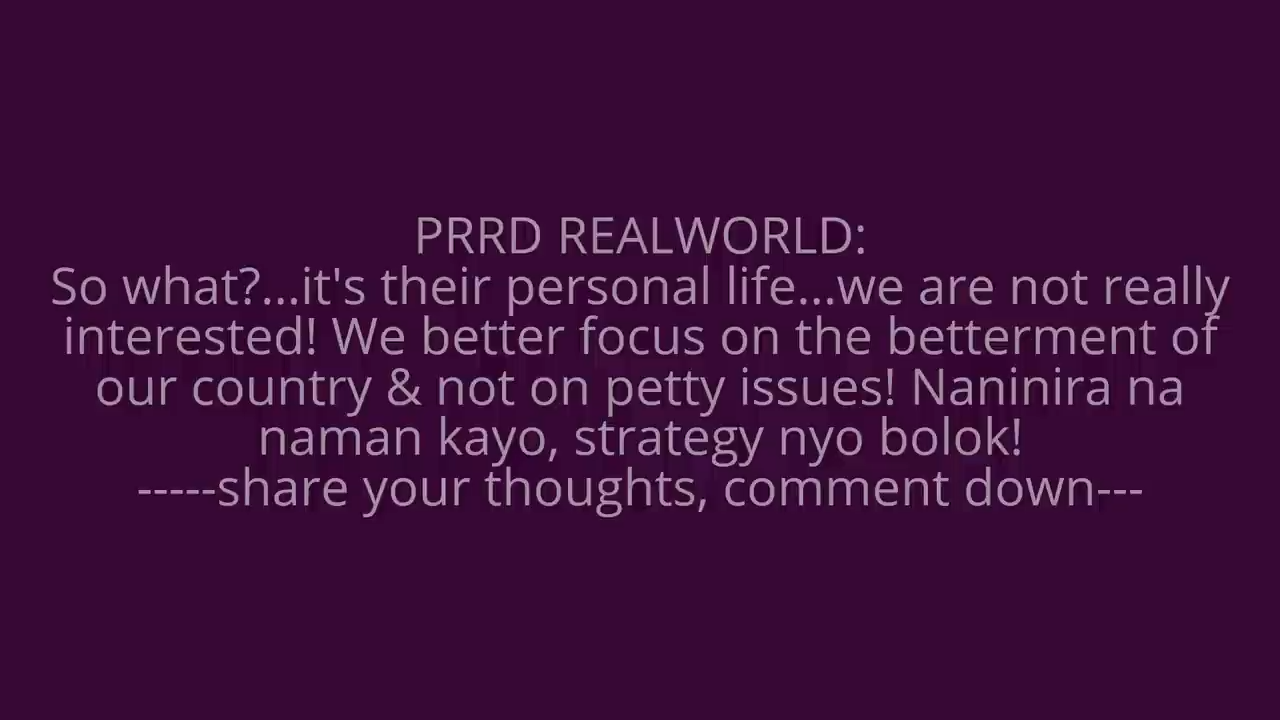 PRRD REALWORLD:
So what?...it's their personal life...we are not really
interested! We better focus on the betterment of
our country & not on petty issues! Naninira na
naman kayo, strategy nyo bolok!
-----share your thoughts, comment down---